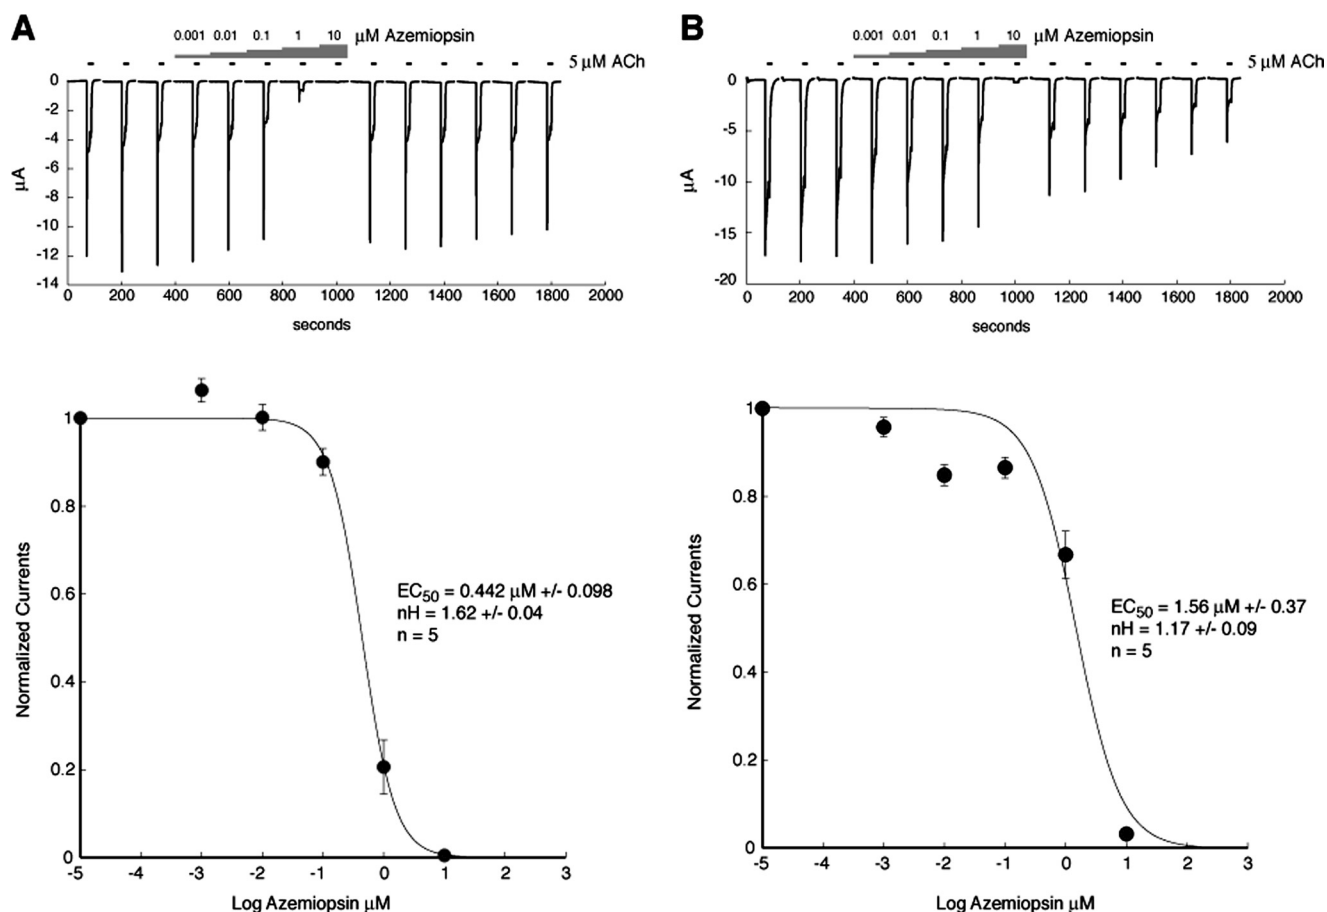 A
0.001 0.01 0.1 1 10 μM Azemiopsin
5 μM ACh
0
-2
-4
-6
-8
-10
-12
-14
μA
0 200 400 600 800 1000 1200 1400 1600 1800 2000
seconds
B
0.001 0.01 0.1 1 10 μM Azemiopsin
5 μM ACh
0
-5
-10
-15
-20
μA
0 200 400 600 800 1000 1200 1400 1600 1800 2000
seconds
1
0.8
0.6
0.4
0.2
0
Normalized Currents
EC50 = 0.442 μM +/- 0.098
nH = 1.62 +/- 0.04
n = 5
-5 -4 -3 -2 -1 0 1 2 3
Log Azemiopsin μM
1
0.8
0.6
0.4
0.2
0
Normalized Currents
EC50 = 1.56 μM +/- 0.37
nH = 1.17 +/- 0.09
n = 5
-5 -4 -3 -2 -1 0 1 2 3
Log Azemiopsin μM